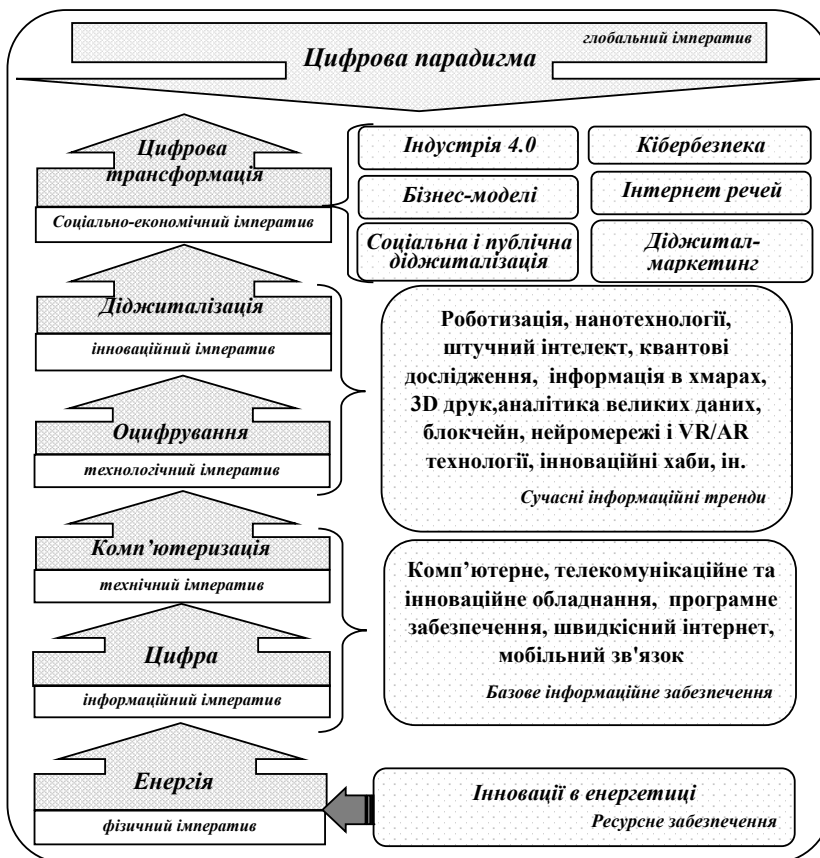 глобальний імператив
Цифрова парадигма
Цифрова
трансформація
Соціально-економічний імператив
Індустрія 4.0
Кібербезпека
Бізнес-моделі
Інтернет речей
Соціальна і публічна
діджиталізація
Діджитал-
маркетинг
Діджиталізація
інноваційний імператив
Оцифрування
технологічний імператив
Роботизація, нанотехнології,
штучний інтелект, квантові
дослідження, інформація в хмарах,
3D друк,аналітика великих даних,
блокчейн, нейромережі і VR/AR
технології, інноваційні хаби, ін.
Сучасні інформаційні тренди
Комп’ютеризація
технічний імператив
Цифра
інформаційний імператив
Комп’ютерне, телекомунікаційне та
інноваційне обладнання, програмне
забезпечення, швидкісний інтернет,
мобільний зв'язок
Базове інформаційне забезпечення
Енергія
фізичний імператив
Інновації в енергетиці
Ресурсне забезпечення